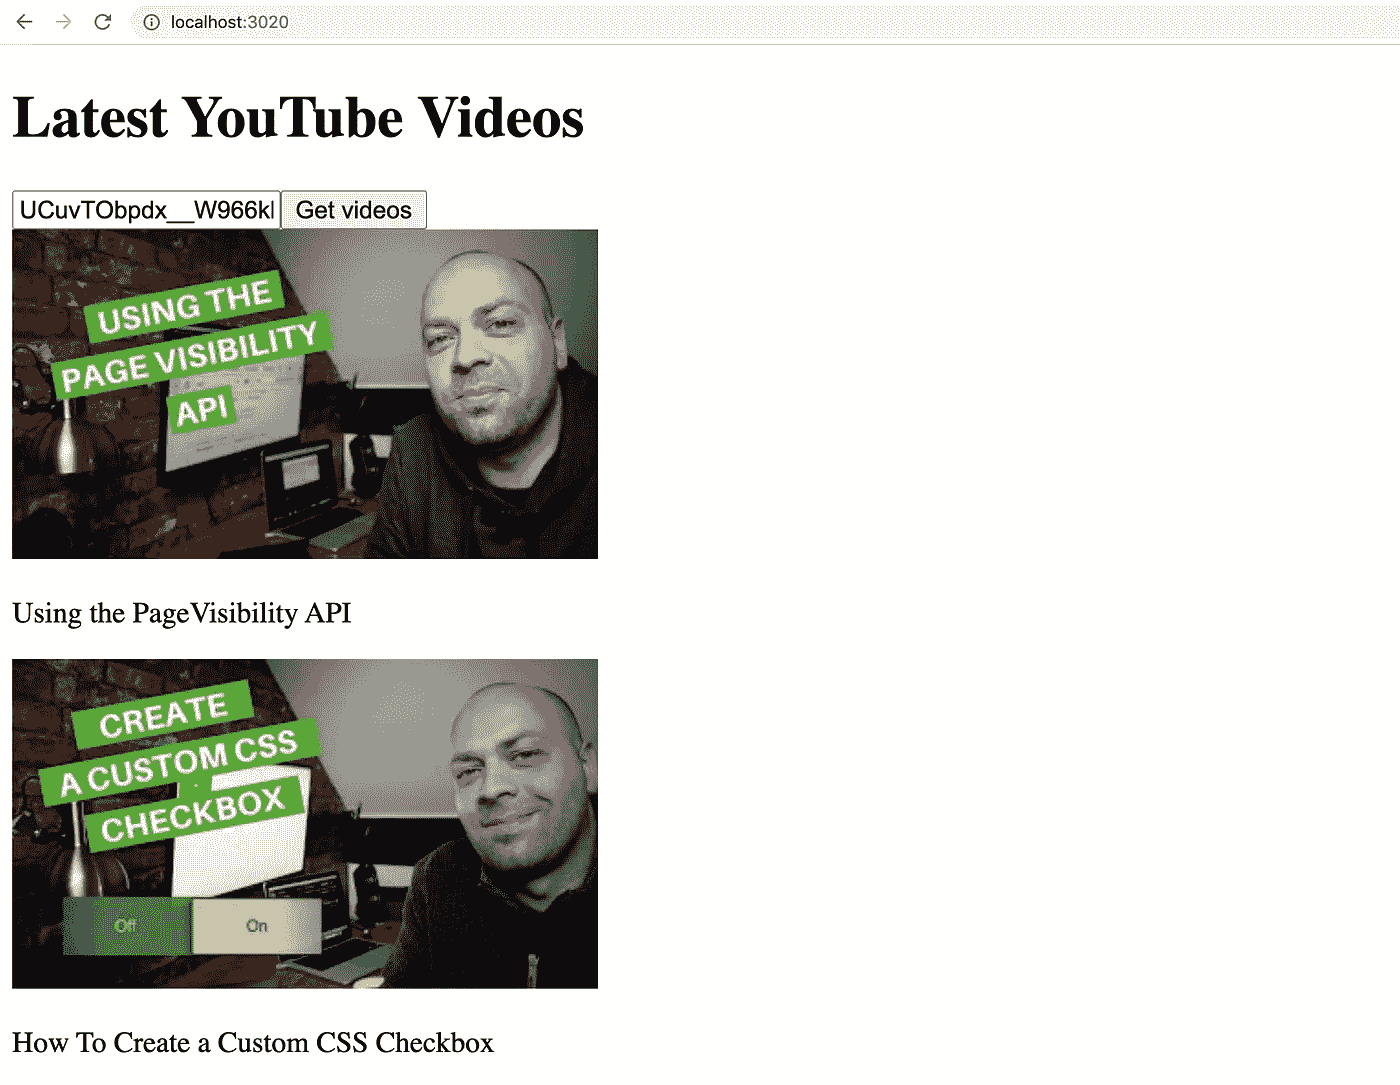 localhost:3020
Latest YouTube Videos
UCuvTObpdx__W966kl
Get videos
USING THE
PAGE VISIBILITY
API
Using the PageVisibility API
CREATE
A CUSTOM CSS
CHECKBOX
Off
On
How To Create a Custom CSS Checkbox